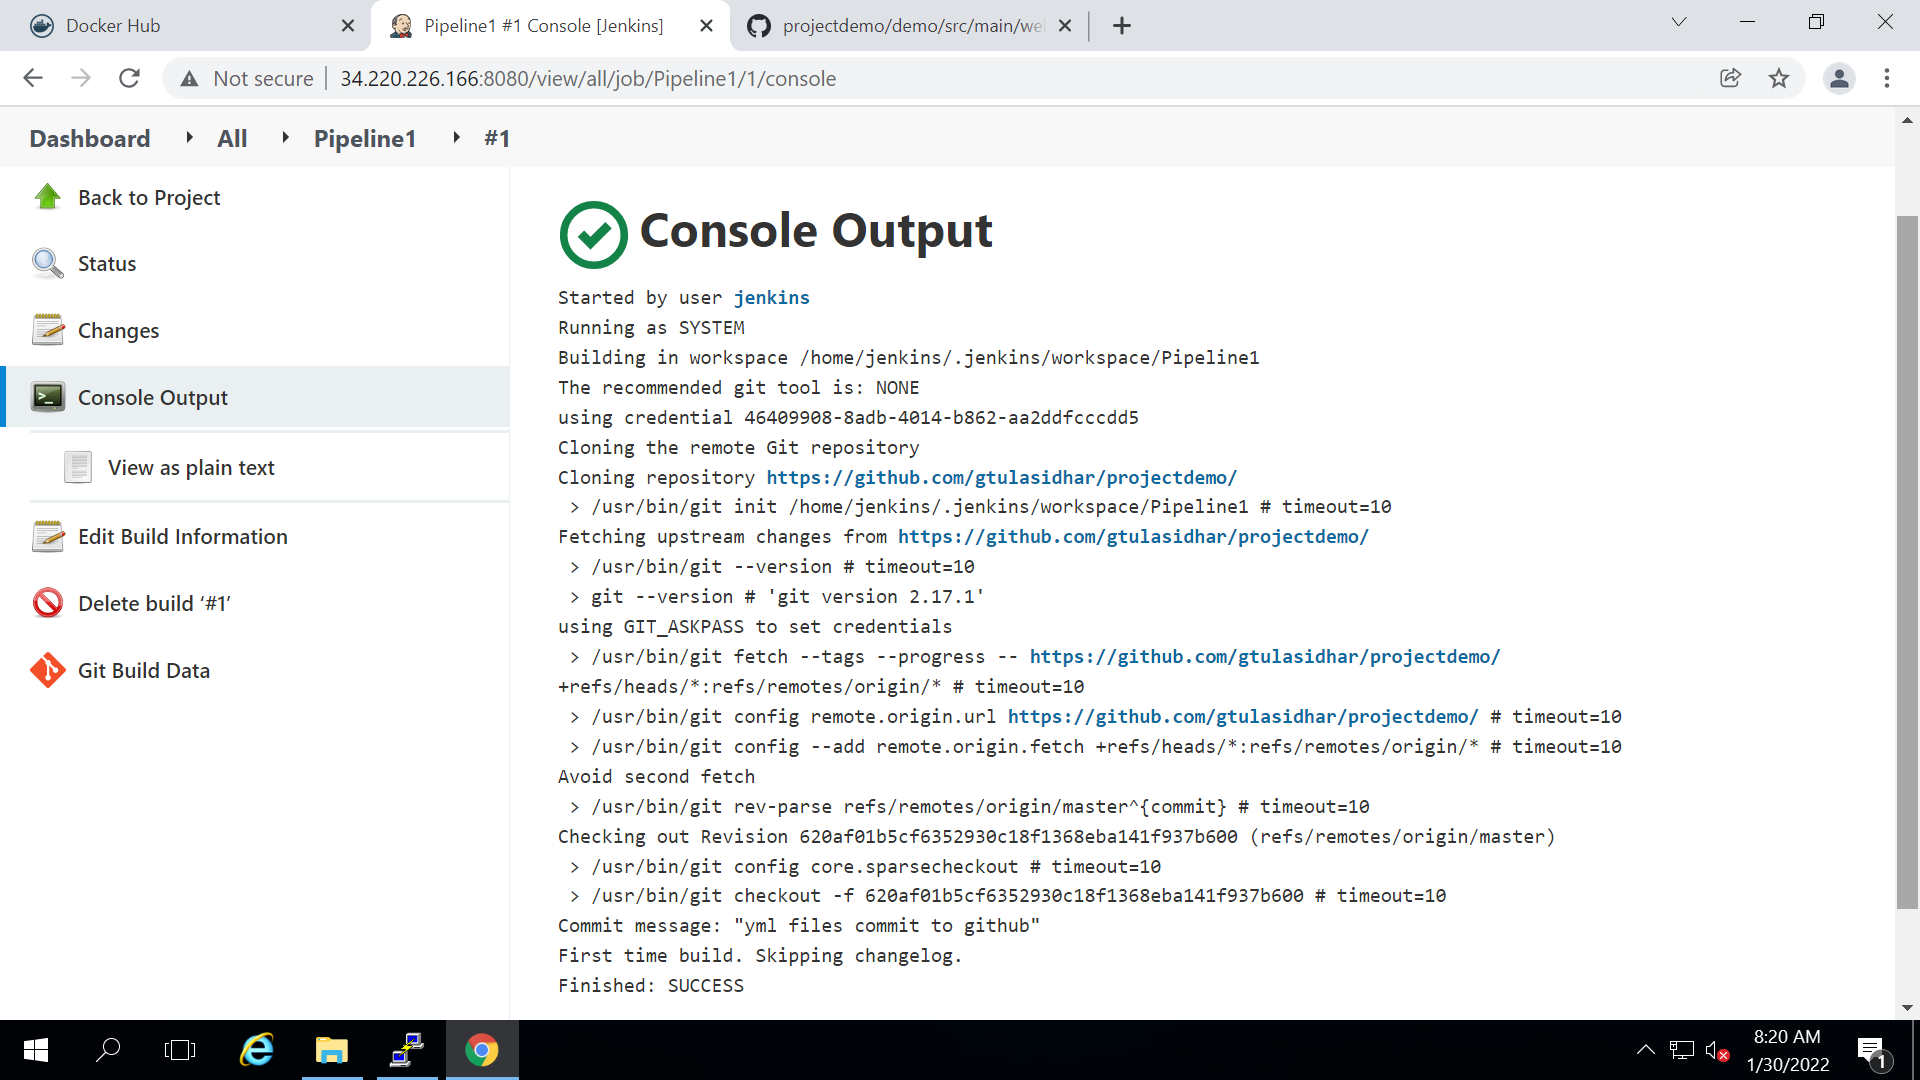 Docker Hub
Pipeline1 #1 Console [Jenkins]
projectdemo/demo/src/main/we
Not secure
34.220.226.166:8080/view/all/job/Pipeline1/1/console
Dashboard
All
Pipeline1
#1
Back to Project
Status
Changes
Console Output
View as plain text
Edit Build Information
Delete build ‘#1’
Git Build Data
Console Output
Started by user jenkins
Running as SYSTEM
Building in workspace /home/jenkins/.jenkins/workspace/Pipeline1
The recommended git tool is: NONE
using credential 46409908-8adb-4014-b862-aa2ddfcccdd5
Cloning the remote Git repository
Cloning repository https://github.com/gtulasidhar/projectdemo/
> /usr/bin/git init /home/jenkins/.jenkins/workspace/Pipeline1 # timeout=10
Fetching upstream changes from https://github.com/gtulasidhar/projectdemo/
> /usr/bin/git --version # timeout=10
> git --version # 'git version 2.17.1'
using GIT_ASKPASS to set credentials
> /usr/bin/git fetch --tags --progress -- https://github.com/gtulasidhar/projectdemo/
+refs/heads/*:refs/remotes/origin/* # timeout=10
> /usr/bin/git config remote.origin.url https://github.com/gtulasidhar/projectdemo/ # timeout=10
> /usr/bin/git config --add remote.origin.fetch +refs/heads/*:refs/remotes/origin/* # timeout=10
Avoid second fetch
> /usr/bin/git rev-parse refs/remotes/origin/master^{commit} # timeout=10
Checking out Revision 620af01b5cf6352930c18f1368eba141f937b600 (refs/remotes/origin/master)
> /usr/bin/git config core.sparsecheckout # timeout=10
> /usr/bin/git checkout -f 620af01b5cf6352930c18f1368eba141f937b600 # timeout=10
Commit message: "yml files commit to github"
First time build. Skipping changelog.
Finished: SUCCESS
8:20 AM
1/30/2022
1